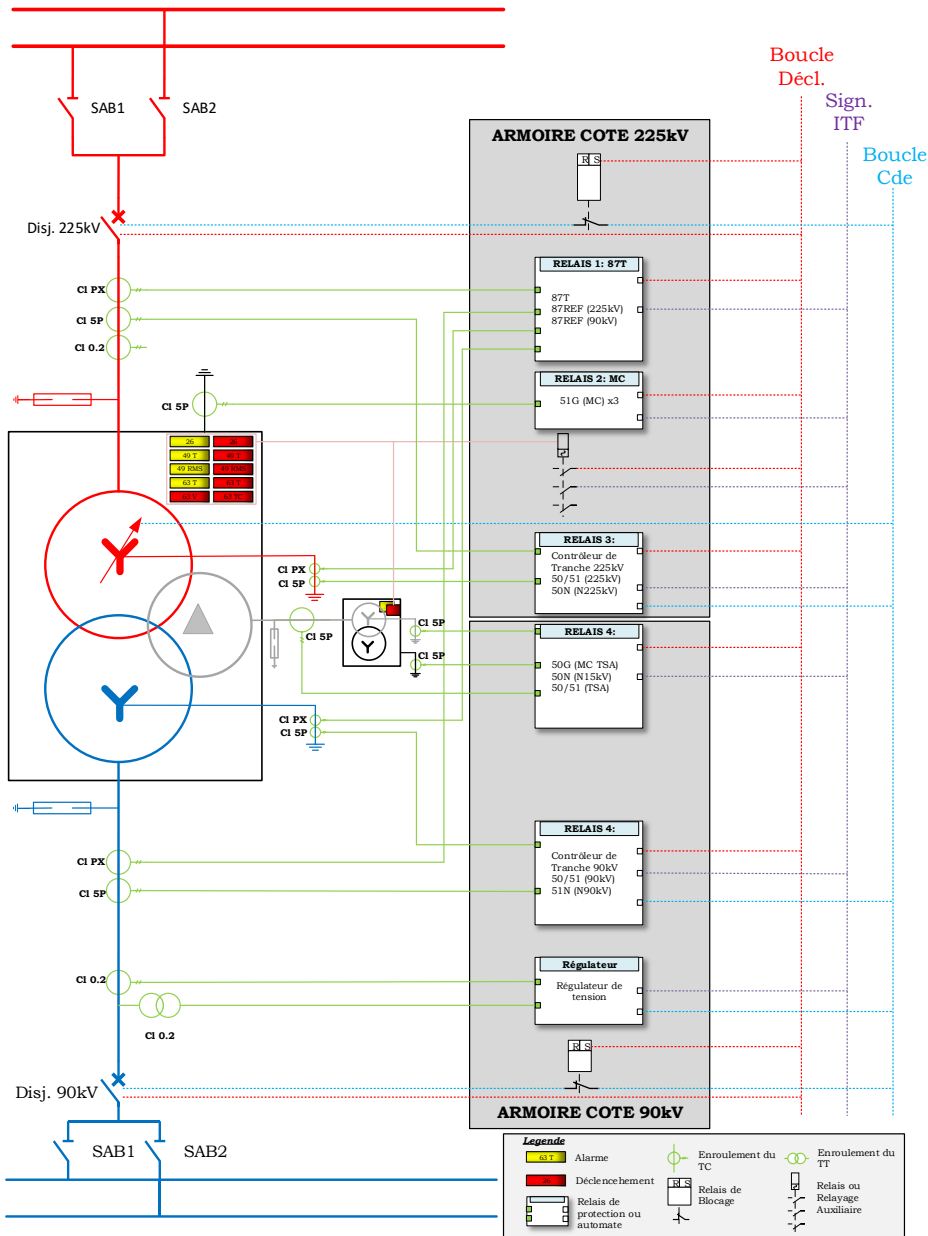 Boucle
Décl.
Sign.
ITF
Boucle
Cde
SAB1
SAB2
Disj. 225kV
ARMOIRE COTE 225kV
R S
Cl PX
Cl 5P
Cl 0.2
RELAIS 1: 87T
87T
87REF (225kV)
87REF (90kV)
RELAIS 2: MC
51G (MC) x3
Cl 5P
26
26
49 T
49 T
49 RMS
49 RMS
63 T
63 T
63 V
63 TC
RELAIS 3:
Contrôleur de
Tranche 225kV
50/51 (225kV)
50N (N225kV)
Cl PX
Cl 5P
Cl 5P
Cl 5P
Cl 5P
RELAIS 4:
50G (MC TSA)
50N (N15kV)
50/51 (TSA)
Cl PX
Cl 5P
RELAIS 4:
Contrôleur de
Tranche 90kV
50/51 (90kV)
51N (N90kV)
Cl PX
Cl 5P
Régulateur
Régulateur de
tension
Cl 0.2
Cl 0.2
R S
Disj. 90kV
ARMOIRE COTE 90kV
SAB1
SAB2
Legende
63 T
Alarme
26
Déclencehement
Relais de
protection ou
automate
Enroulement du
TC
R S
Relais de
Blocage
Enroulement du
TT
Relais ou
Relayage
Auxiliaire